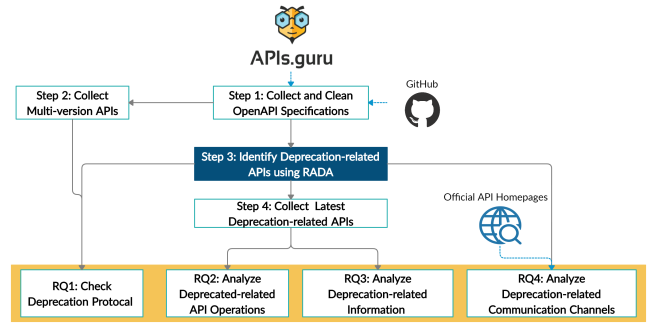 APIs.guru
GitHub
Step 2: Collect
Multi-version APIs
Step 1: Collect and Clean
OpenAPI Specifications
Step 3: Identify Deprecation-related
APIs using RADA
Step 4: Collect Latest
Deprecation-related APIs
Official API Homepages
RQ1: Check
Deprecation Protocal
RQ2: Analyze
Deprecated-related
API Operations
RQ3: Analyze
Deprecation-related
Information
RQ4: Analyze
Deprecation-related
Communication Channels